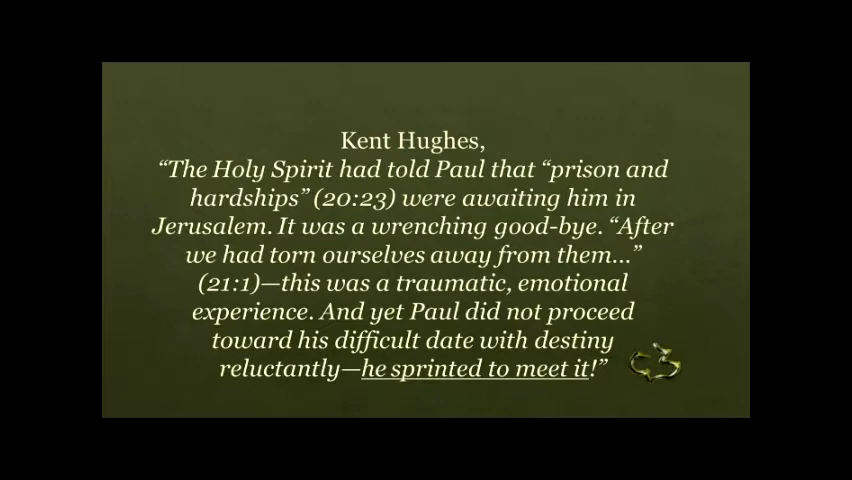 Kent Hughes,
“The Holy Spirit had told Paul that “prison and
hardships” (20:23) were awaiting him in
Jerusalem. It was a wrenching good-bye. “After
we had torn ourselves away from them...”
(21:1)—this was a traumatic, emotional
experience. And yet Paul did not proceed
toward his difficult date with destiny
reluctantly—he sprinted to meet it!”